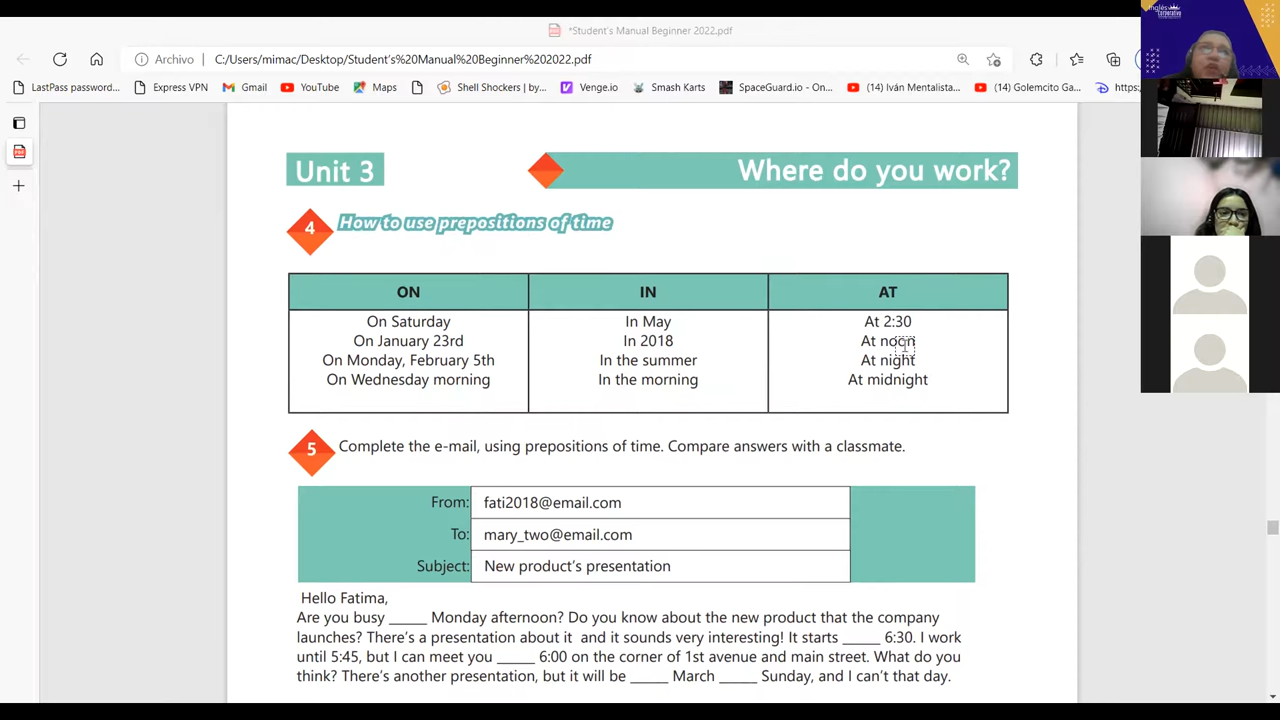 *Student's Manual Beginner 2022.pdf
Archivo
C:/Users/mimac/Desktop/Student's%20Manual%20Beginner%202022.pdf
LastPass password...
Express VPN
Gmail
YouTube
Maps
Shell Shockers | by...
Venge.io
Smash Karts
SpaceGuard.io - On...
(14) Iván Mentalista...
(14) Golemcito Ga...
https:
Inglés
corporativo
Unit 3
Where do you work?
4
How to use prepositions of time
ON
IN
AT
On Saturday
In May
At 2:30
On January 23rd
In 2018
At noon
On Monday, February 5th
In the summer
At night
On Wednesday morning
In the morning
At midnight
5
Complete the e-mail, using prepositions of time. Compare answers with a classmate.
From:
fati2018@email.com
To:
mary_two@email.com
Subject:
New product's presentation
Hello Fatima,
Are you busy _____ Monday afternoon? Do you know about the new product that the company
launches? There's a presentation about it and it sounds very interesting! It starts _____ 6:30. I work
until 5:45, but I can meet you _____ 6:00 on the corner of 1st avenue and main street. What do you
think? There's another presentation, but it will be _____ March _____ Sunday, and I can't that day.